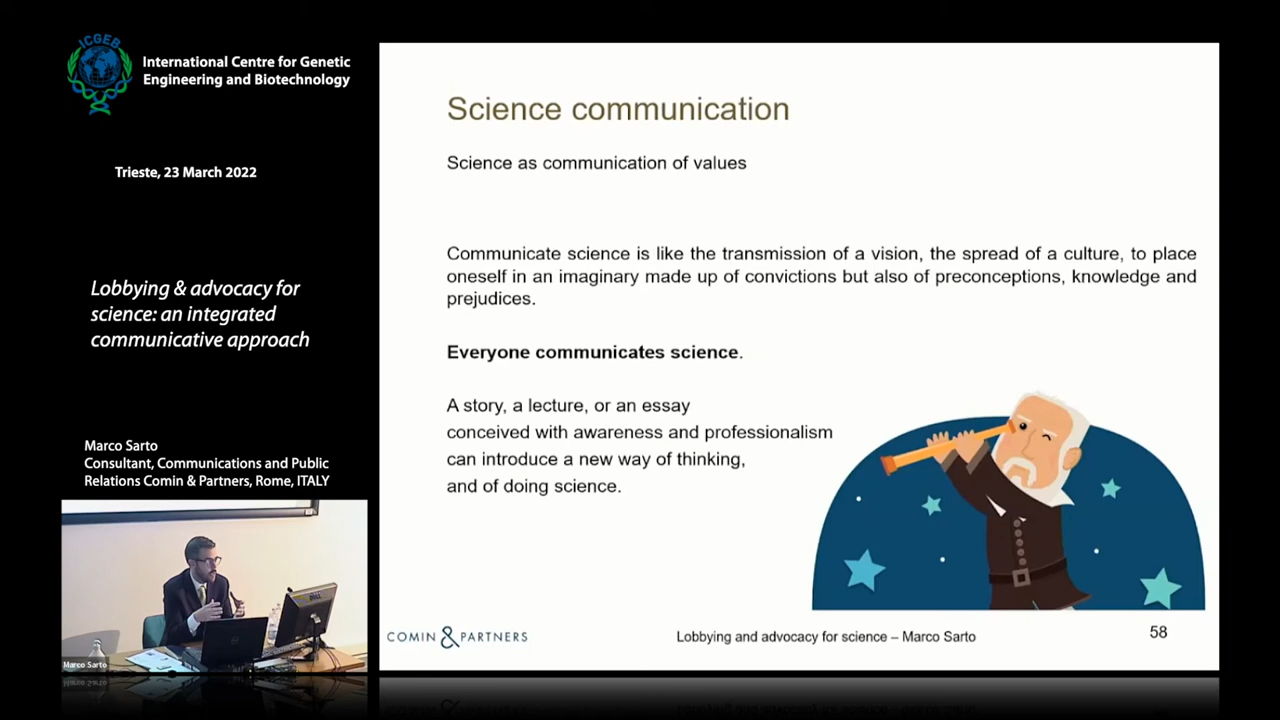 ICGEB
International Centre for Genetic
Engineering and Biotechnology
Trieste, 23 March 2022
Lobbying & advocacy for
science: an integrated
communicative approach
Marco Sarto
Consultant, Communications and Public
Relations Comin & Partners, Rome, ITALY
DELL
Marco Sarto
Science communication
Science as communication of values
Communicate science is like the transmission of a vision, the spread of a culture, to place
oneself in an imaginary made up of convictions but also of preconceptions, knowledge and
prejudices.
Everyone communicates science.
A story, a lecture, or an essay
conceived with awareness and professionalism
can introduce a new way of thinking,
and of doing science.
COMIN & PARTNERS
Lobbying and advocacy for science – Marco Sarto
58